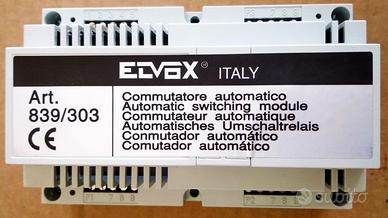 ELVOX® ITALY
Art.
839/303
CE
Commutatore automatico
Automatic switching module
Commutateur automatique
Automatisches Umschaltrelais
Conmutador automático
Comutador automático
subito